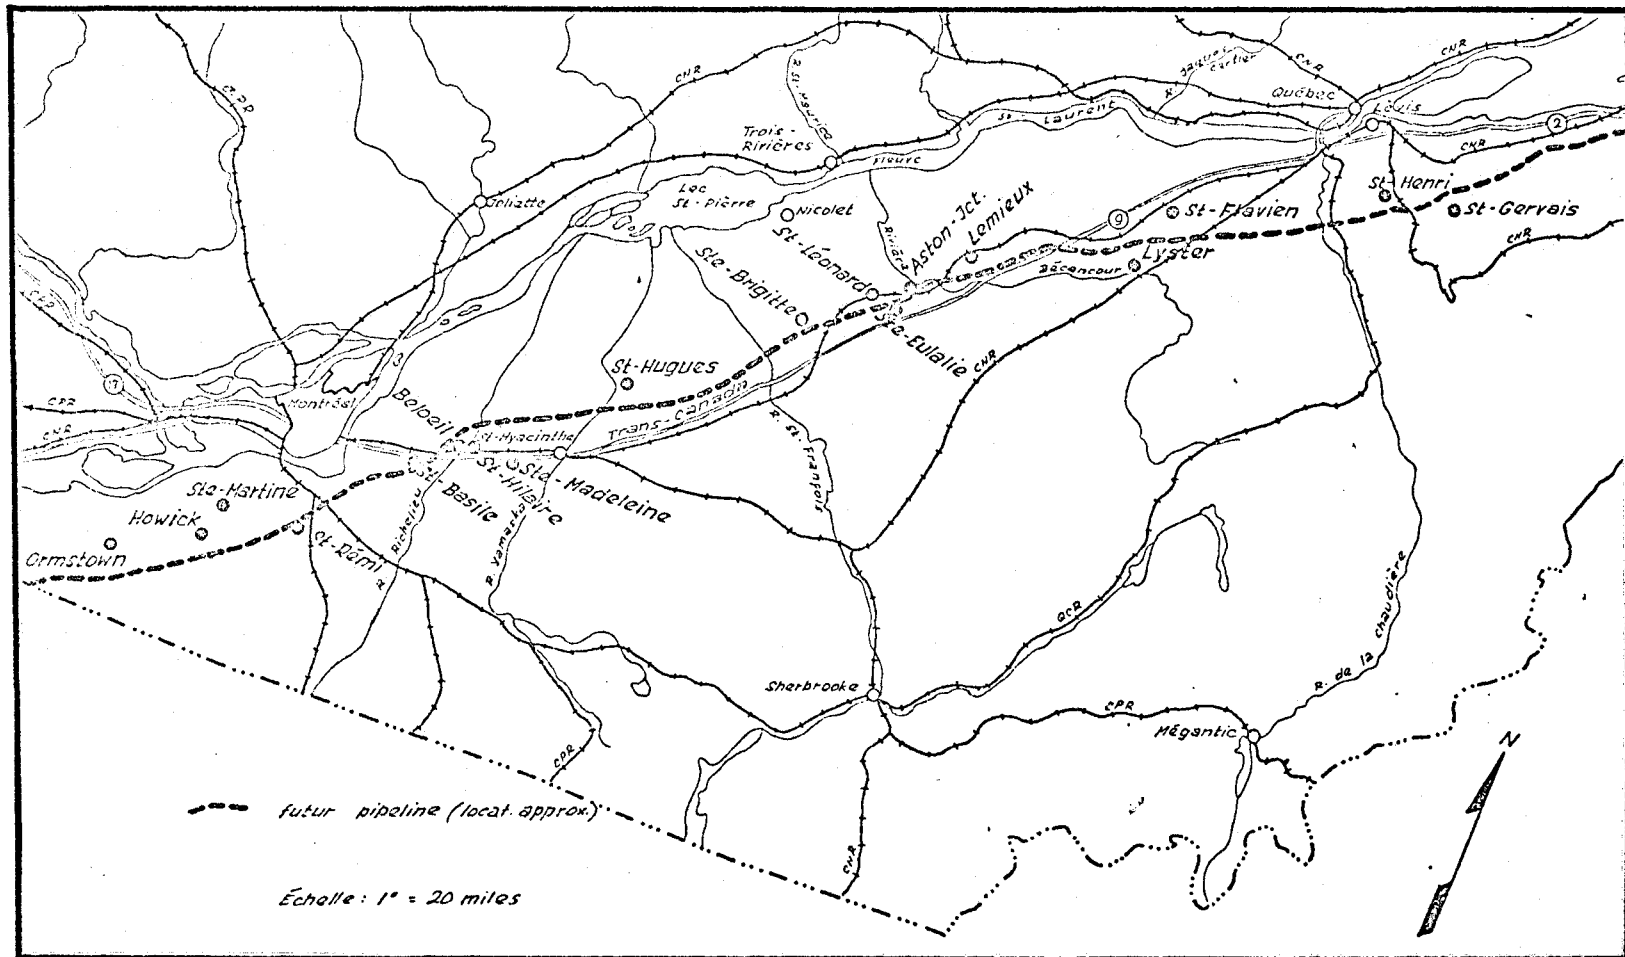 CNR
CNR
CNR
C.P.R
R. St. Maurice
R. Jaques
Cartier
Québec
Lévis
2
CNR
Trois-
Rivières
Fleuve
St.
Laurent
Joliette
Lac
St-Pierre
Nicolet
St-Henri
St-Gervais
CNR
St-Flavien
9
Aston-Jct.
Lemieux
St-Léonard
Rivière
Bécancour
Lyster
Ste-Brigitte
Ste-Eulalie
CPR
17
CPR
CNR
Montréal
St-Hugues
Beloeil
St-Hyacinthe
Trans-Canada
CNR
R. St. François
Ste-Martine
Howick
Ormstown
St-Rémi
St-Basile
St-Hilaire
Ste-Madeleine
R. Richelieu
R. Yamaska
QCR
R. de la Chaudière
Sherbrooke
CPR
Mégantic
CPR
CNR
N
futur pipeline (locat. approx.)
Échelle: 1" = 20 miles